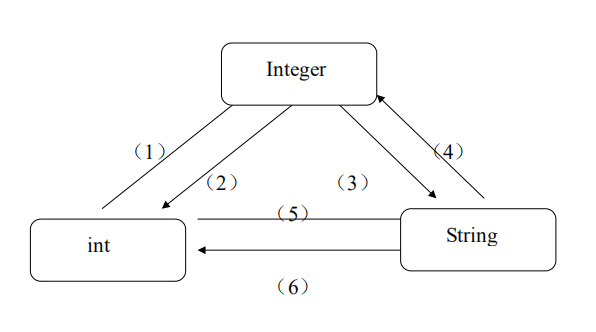 Integer
（1）
（4）
（2）
（3）
（5）
int
String
（6）